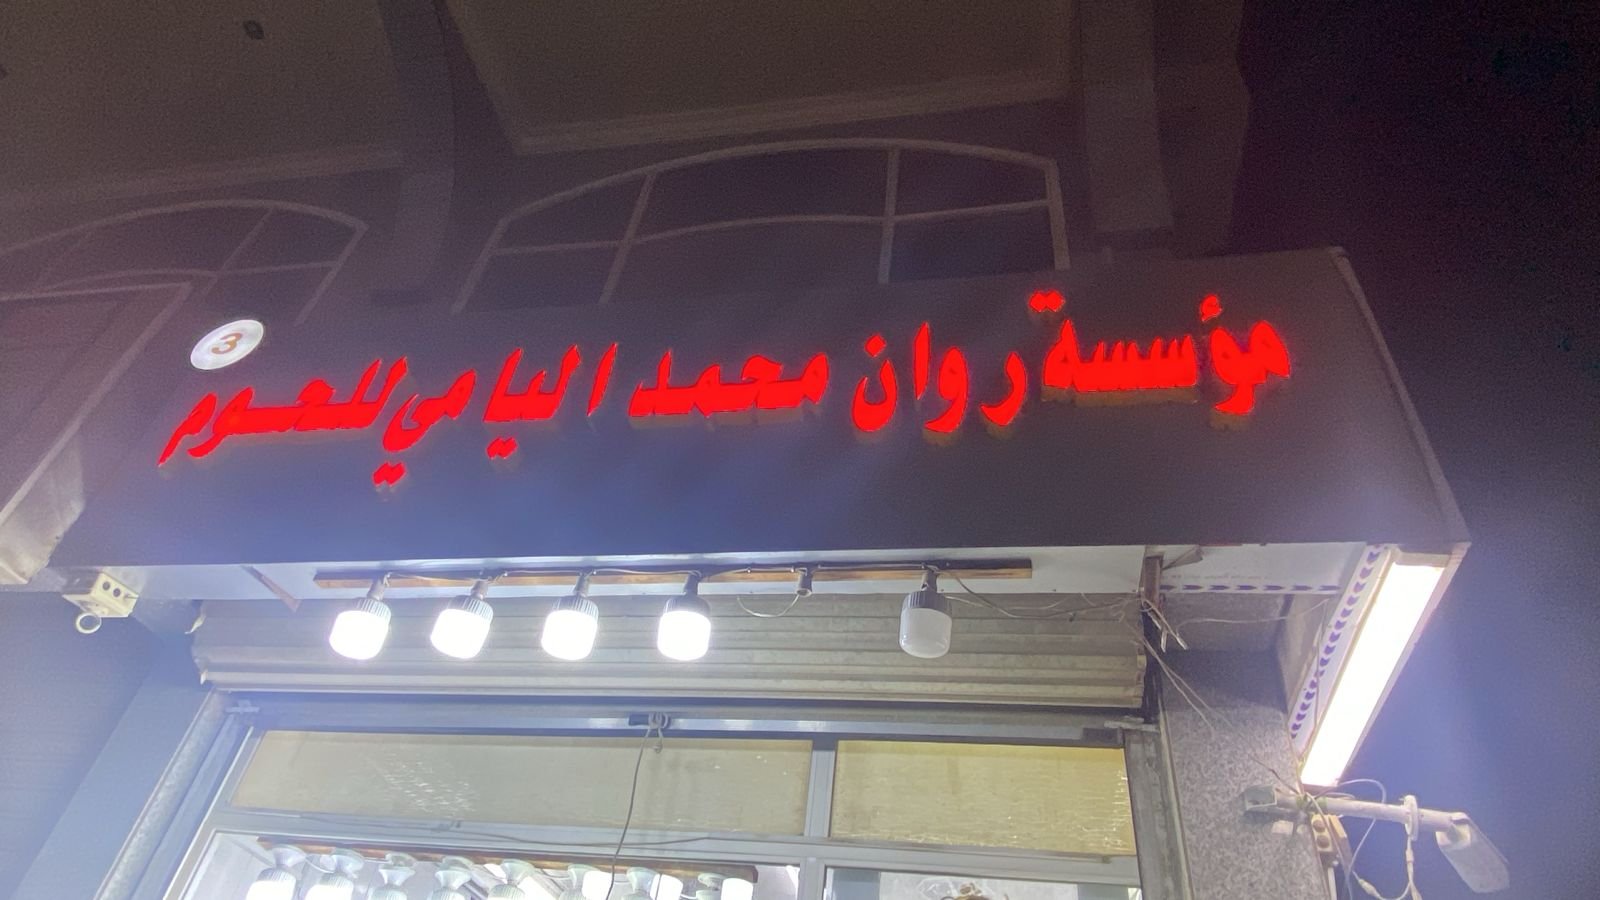 مؤسسة روان محمد اليامي للحوم
3